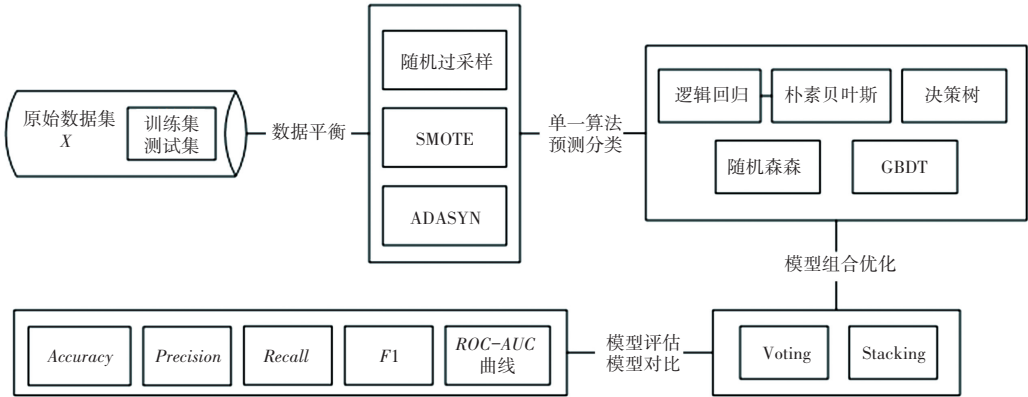 原始数据集
X
训练集
测试集
数据平衡
随机过采样
SMOTE
ADASYN
单一算法
预测分类
逻辑回归
朴素贝叶斯
决策树
随机森森
GBDT
模型组合优化
Voting
Stacking
模型评估
模型对比
Accuracy
Precision
Recall
F1
ROC-AUC
曲线